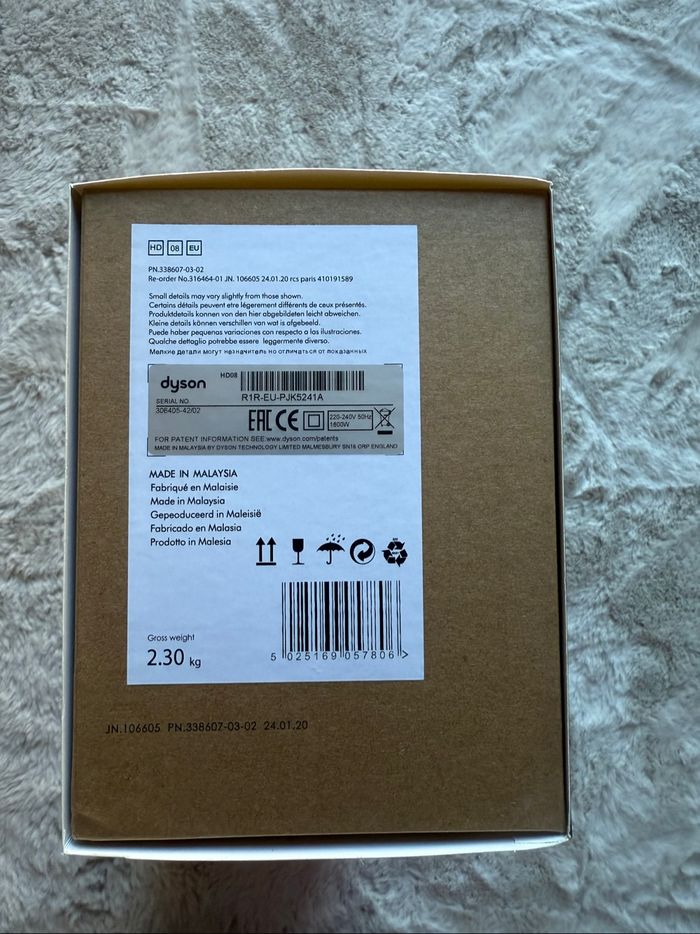 HD 08 EU
PN.338607-03-02
Re-order No.316464-01 JN. 106605 24.01.20 rcs paris 410191589
Small details may vary slightly from those shown.
Certains détails peuvent etre légerement différents de ceux présentés.
Produktdetails konnen von den hier abgebildeten leicht abweichen.
Kleine details können verschillen van wat is afgebeeld.
Puede haber pequenas variaciones con respecto a las ilustraciones.
Qualche dettaglio potrebbe essere leggermente diverso.
Мелкие детали могут незначитель но отличаться от показанных
dyson HD08
SERIAL NO. R1R-EU-PJK5241A
306405-42/02
EAC CE 220-240V 50Hz
1600W
FOR PATENT INFORMATION SEE:www.dyson.com/patents
MADE IN MALAYSIA BY DYSON TECHNOLOGY LIMITED MALMESBURY SN16 ORP ENGLAND
MADE IN MALAYSIA
Fabriqué en Malaisie
Made in Malaysia
Gepeoduceerd in Maleisië
Fabricado en Malasia
Prodotto in Malesia
Gross weight
2.30 kg
5 025169 057806 >
JN.106605 PN.338607-03-02 24.01.20